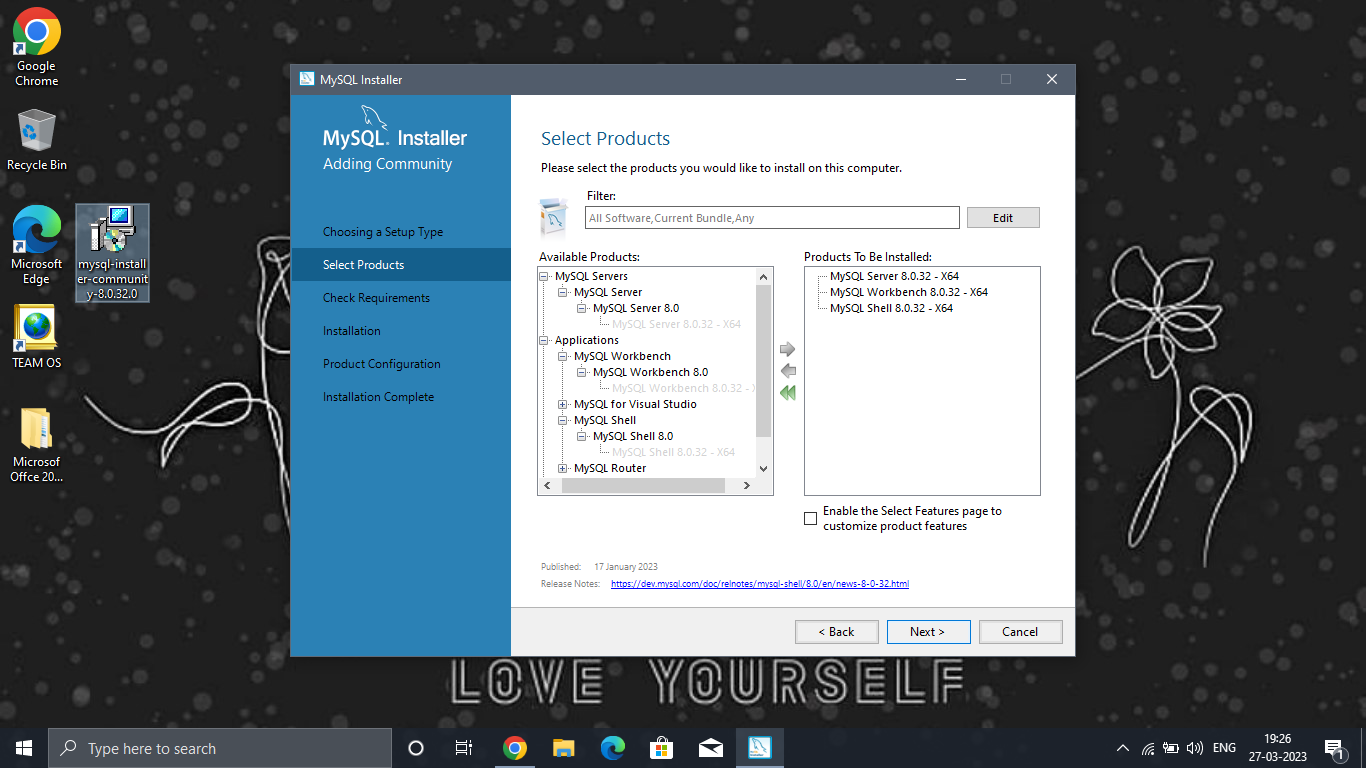 Google
Chrome
Recycle Bin
Microsoft
Edge
mysql-install
er-communit
y-8.0.32.0
TEAM OS
Microsof
Offce 20...
MySQL Installer
MySQL. Installer
Adding Community
Choosing a Setup Type
Select Products
Check Requirements
Installation
Product Configuration
Installation Complete
Select Products
Please select the products you would like to install on this computer.
Filter:
All Software,Current Bundle,Any
Edit
Available Products:
MySQL Servers
MySQL Server
MySQL Server 8.0
MySQL Server 8.0.32 - X64
Applications
MySQL Workbench
MySQL Workbench 8.0
MySQL Workbench 8.0.32 - X
MySQL for Visual Studio
MySQL Shell
MySQL Shell 8.0
MySQL Shell 8.0.32 - X64
MySQL Router
Products To Be Installed:
MySQL Server 8.0.32 - X64
MySQL Workbench 8.0.32 - X64
MySQL Shell 8.0.32 - X64
Enable the Select Features page to
customize product features
Published: 17 January 2023
Release Notes: https://dev.mysql.com/doc/relnotes/mysql-shell/8.0/en/news-8-0-32.html
< Back
Next >
Cancel
LOVE YOURSELF
Type here to search
ENG
19:26
27-03-2023
1